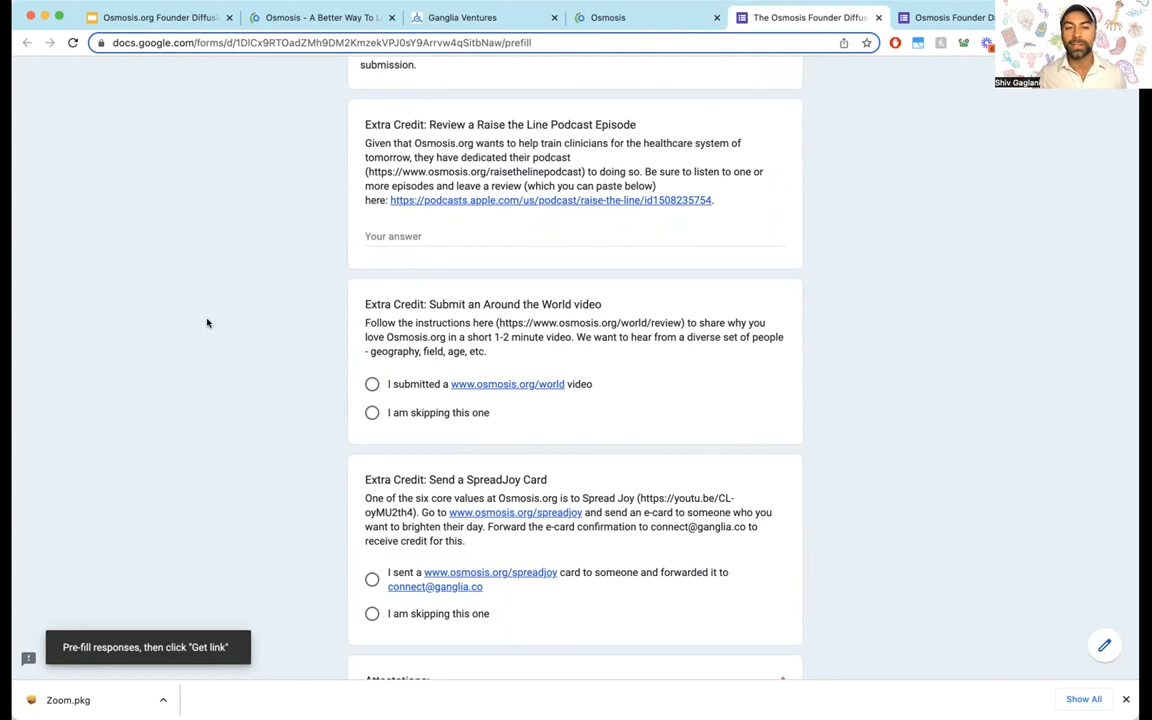 Osmosis.org Founder Diffus
Osmosis - A Better Way To L
Ganglia Ventures
Osmosis
The Osmosis Founder Diffu
Osmosis Founder D
docs.google.com/forms/d/1DlCx9RTOadZMh9DM2KmzekVPJ0sY9Arrvw4qSitbNaw/prefill
Shiv Gaglani
submission.
Extra Credit: Review a Raise the Line Podcast Episode
Given that Osmosis.org wants to help train clinicians for the healthcare system of
tomorrow, they have dedicated their podcast
(https://www.osmosis.org/raisethelinepodcast) to doing so. Be sure to listen to one or
more episodes and leave a review (which you can paste below)
here: https://podcasts.apple.com/us/podcast/raise-the-line/id1508235754.
Your answer
Extra Credit: Submit an Around the World video
Follow the instructions here (https://www.osmosis.org/world/review) to share why you
love Osmosis.org in a short 1-2 minute video. We want to hear from a diverse set of people
- geography, field, age, etc.
I submitted a www.osmosis.org/world video
I am skipping this one
Extra Credit: Send a SpreadJoy Card
One of the six core values at Osmosis.org is to Spread Joy (https://youtu.be/CL-
oyMU2th4). Go to www.osmosis.org/spreadjoy and send an e-card to someone who you
want to brighten their day. Forward the e-card confirmation to connect@ganglia.co to
receive credit for this.
I sent a www.osmosis.org/spreadjoy card to someone and forwarded it to
connect@ganglia.co
I am skipping this one
Pre-fill responses, then click "Get link"
Attestations:
Zoom.pkg
Show All